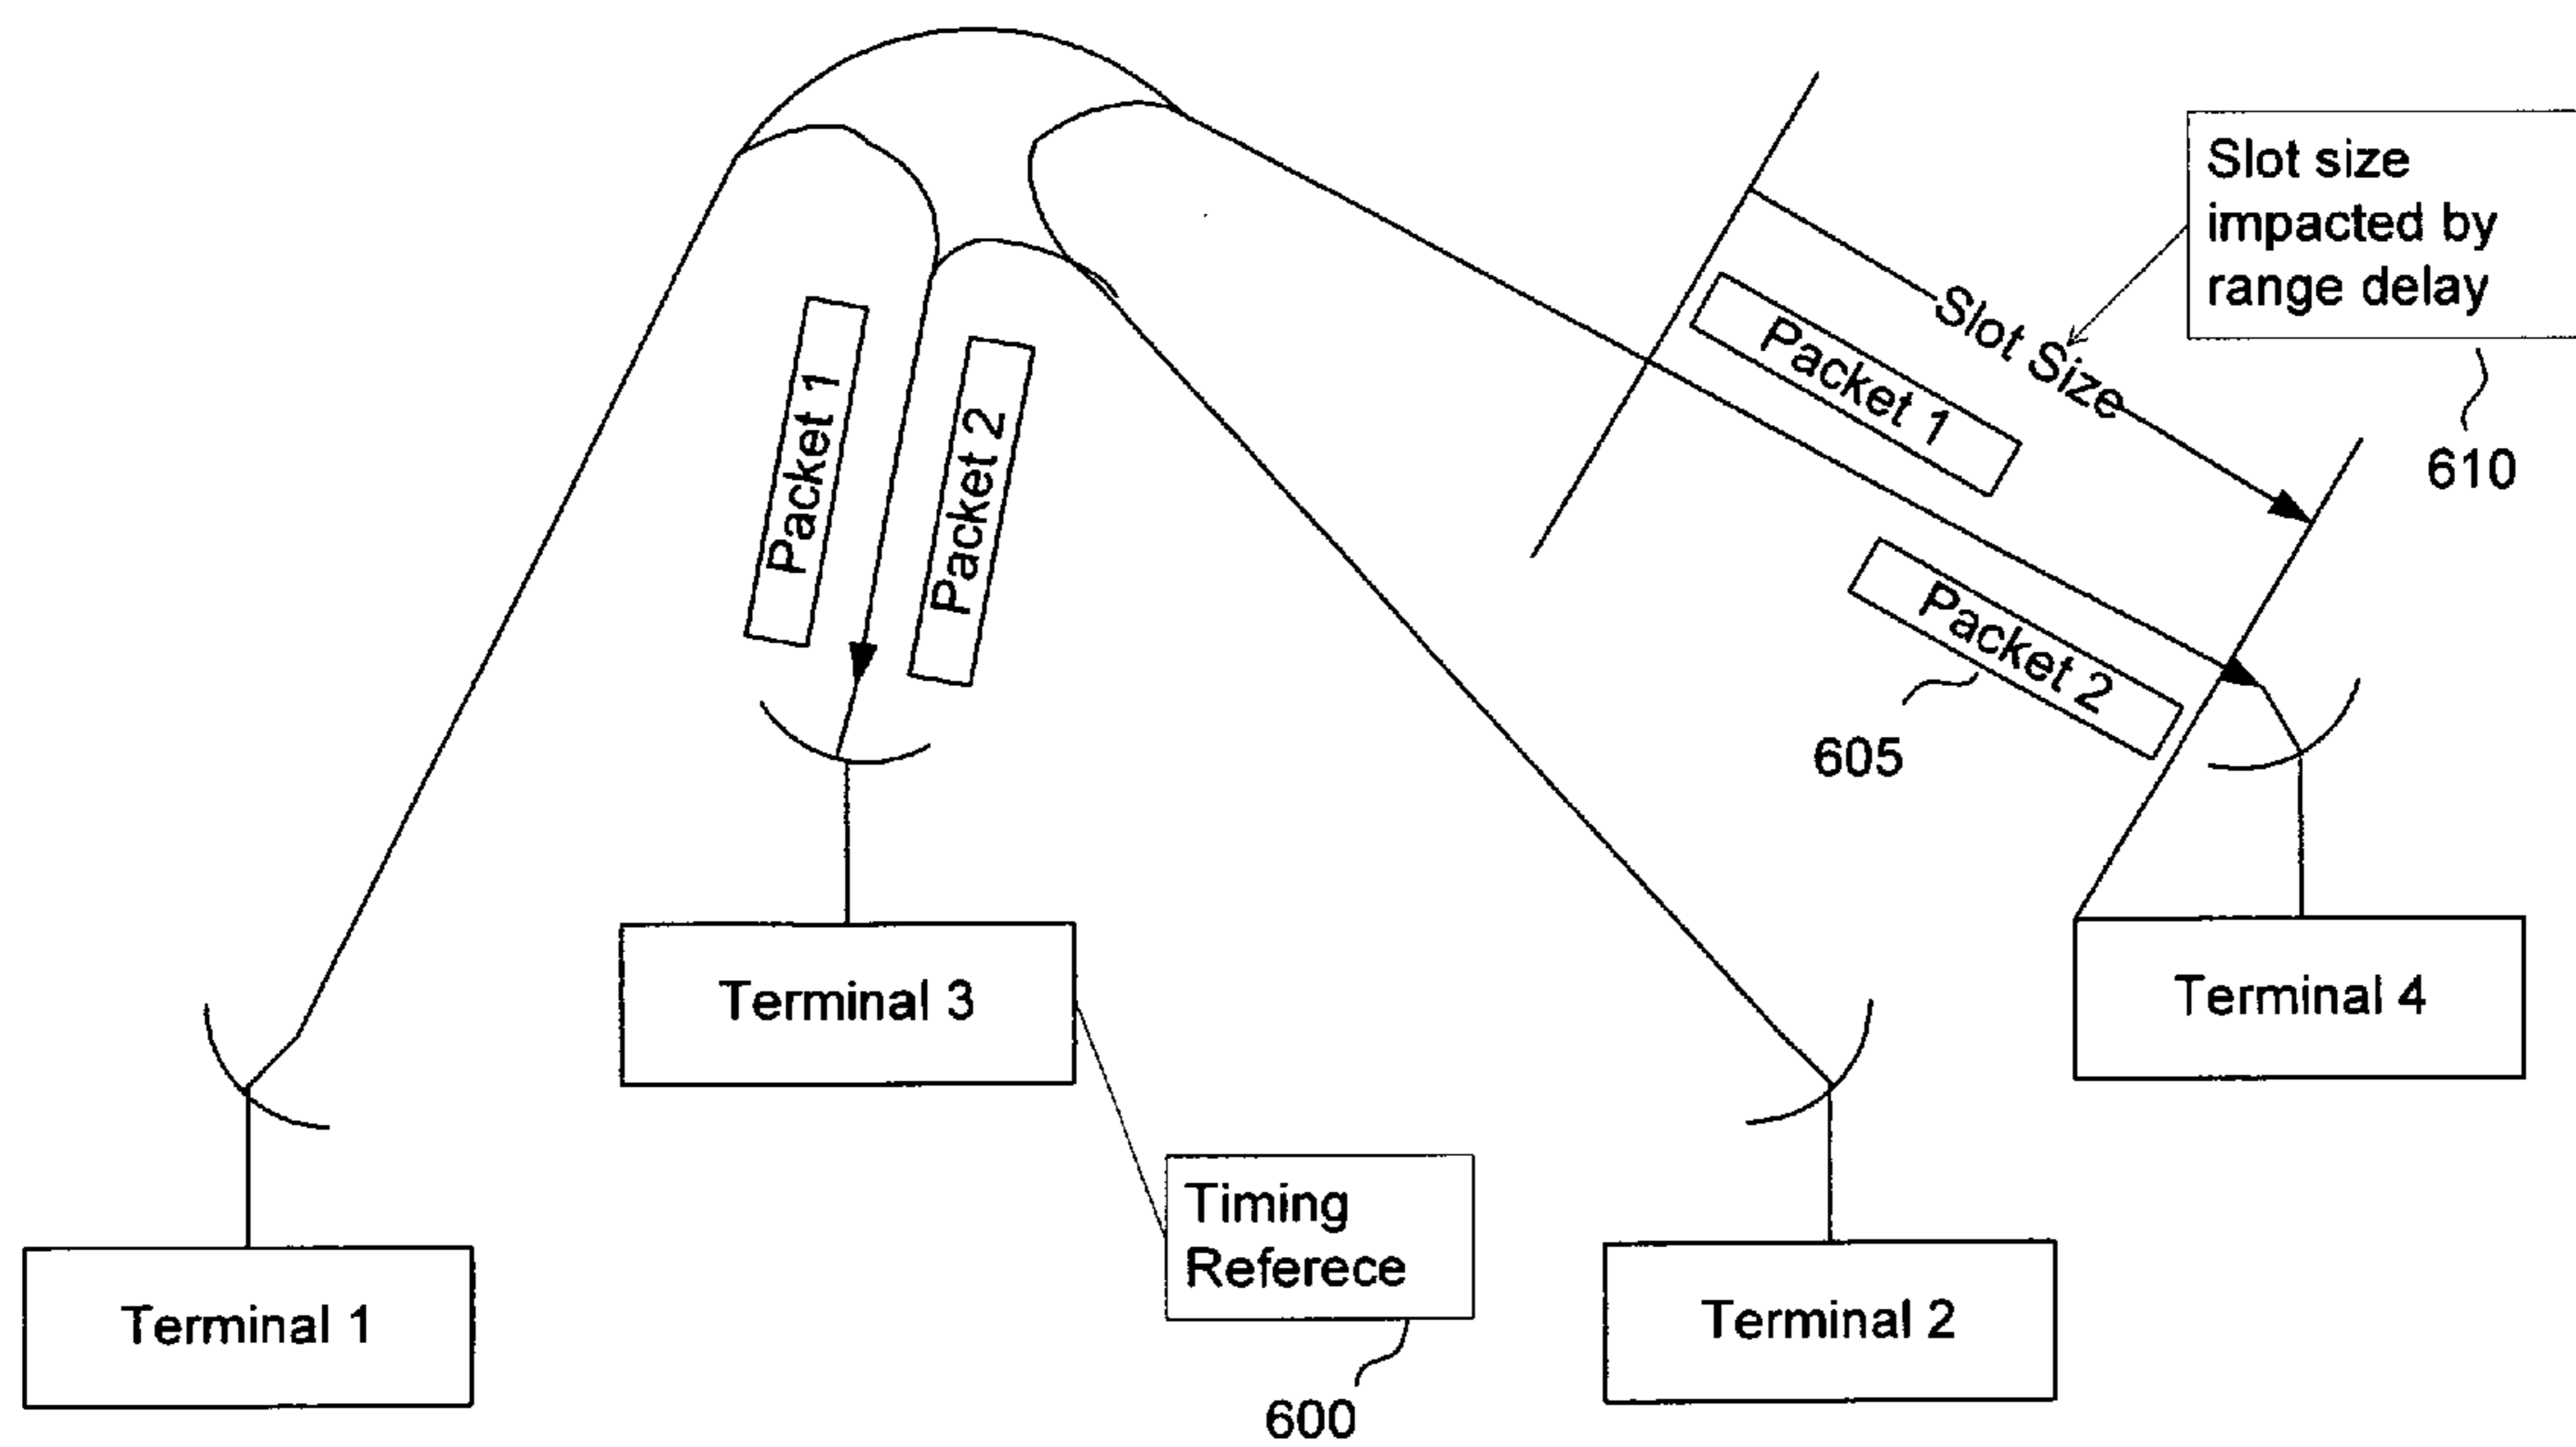 Slot size
impacted by
range delay
610
Slot Size
Packet 1
Packet 2
605
Packet 1
Packet 2
Terminal 3
Terminal 4
Timing
Referece
600
Terminal 1
Terminal 2